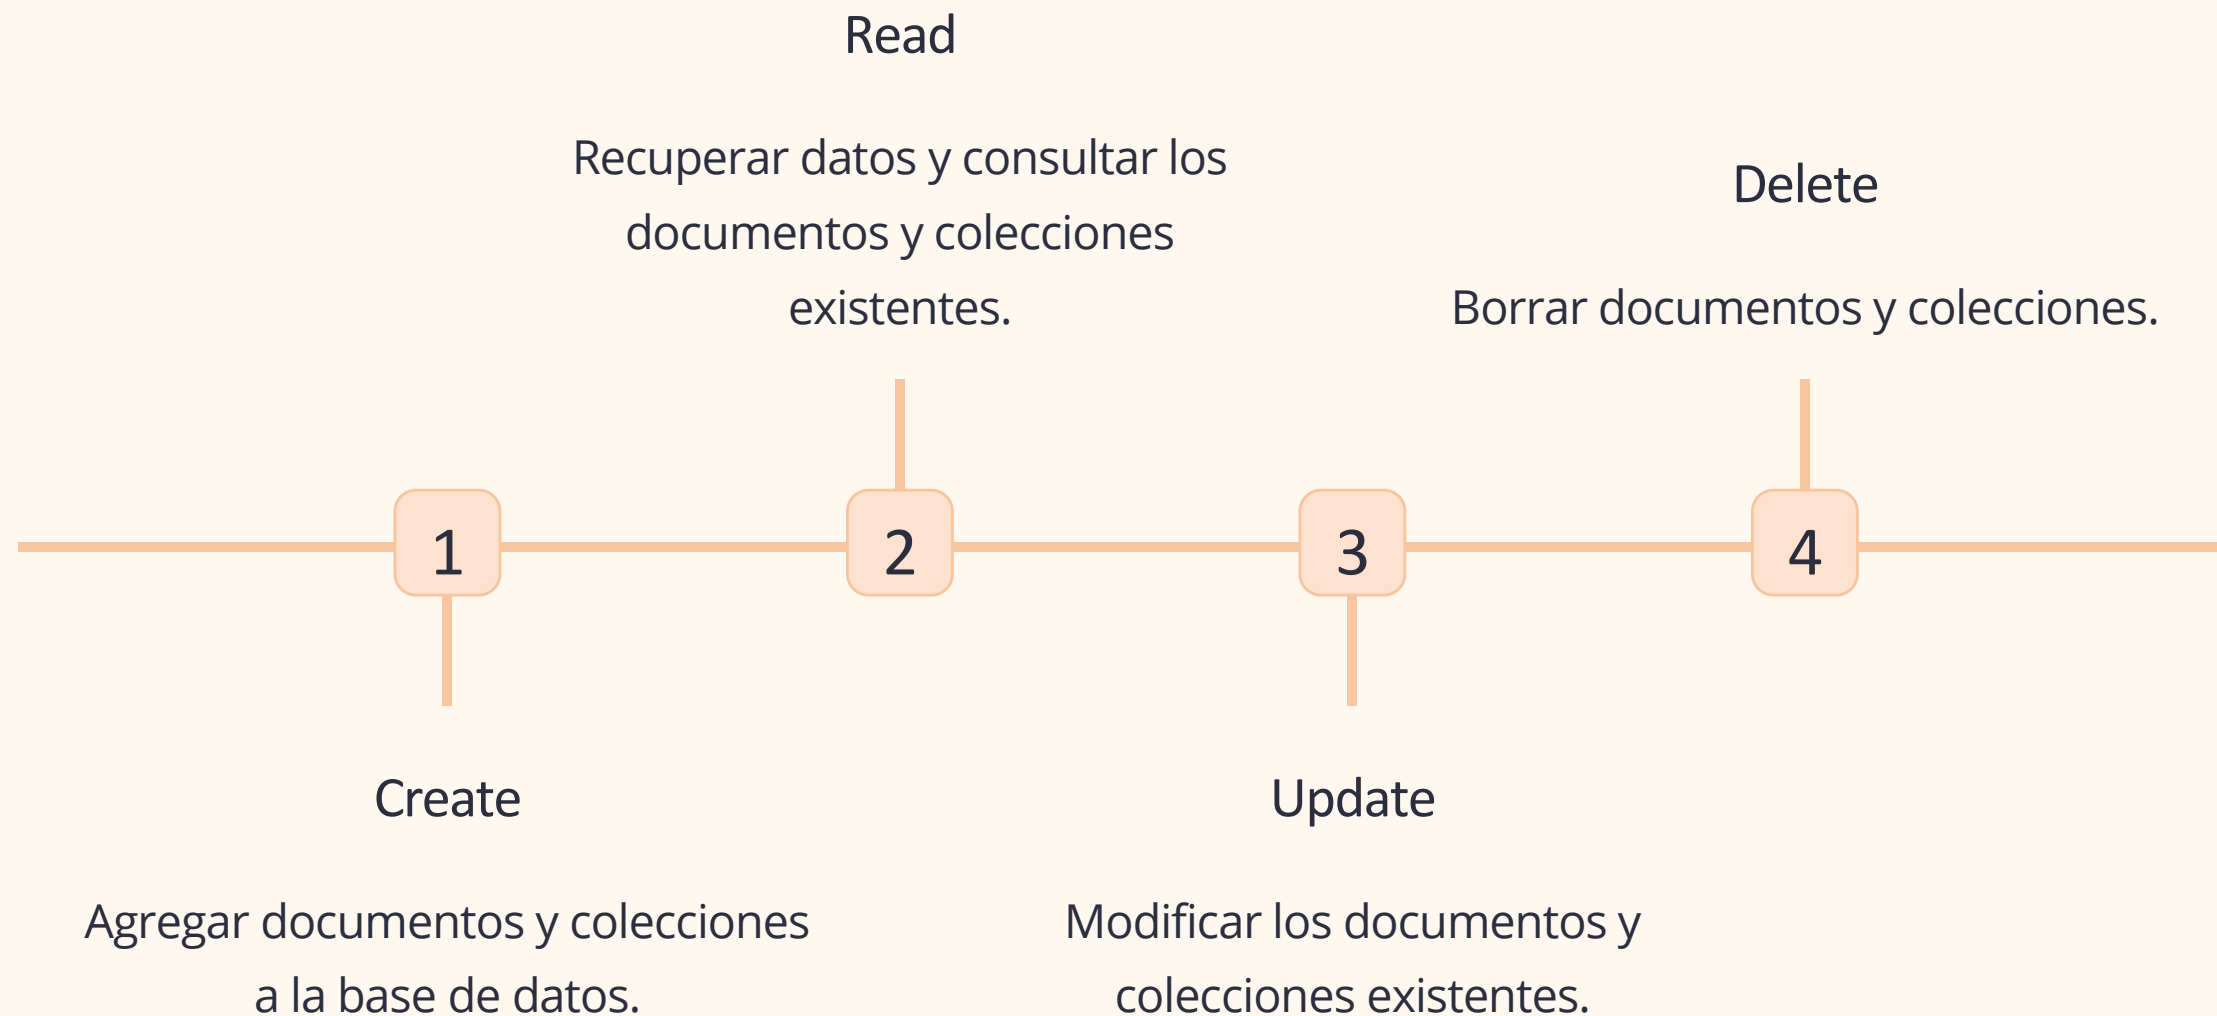 1
Create
Agregar documentos y colecciones
a la base de datos.
2
Read
Recuperar datos y consultar los
documentos y colecciones
existentes.
3
Update
Modificar los documentos y
colecciones existentes.
4
Delete
Borrar documentos y colecciones.